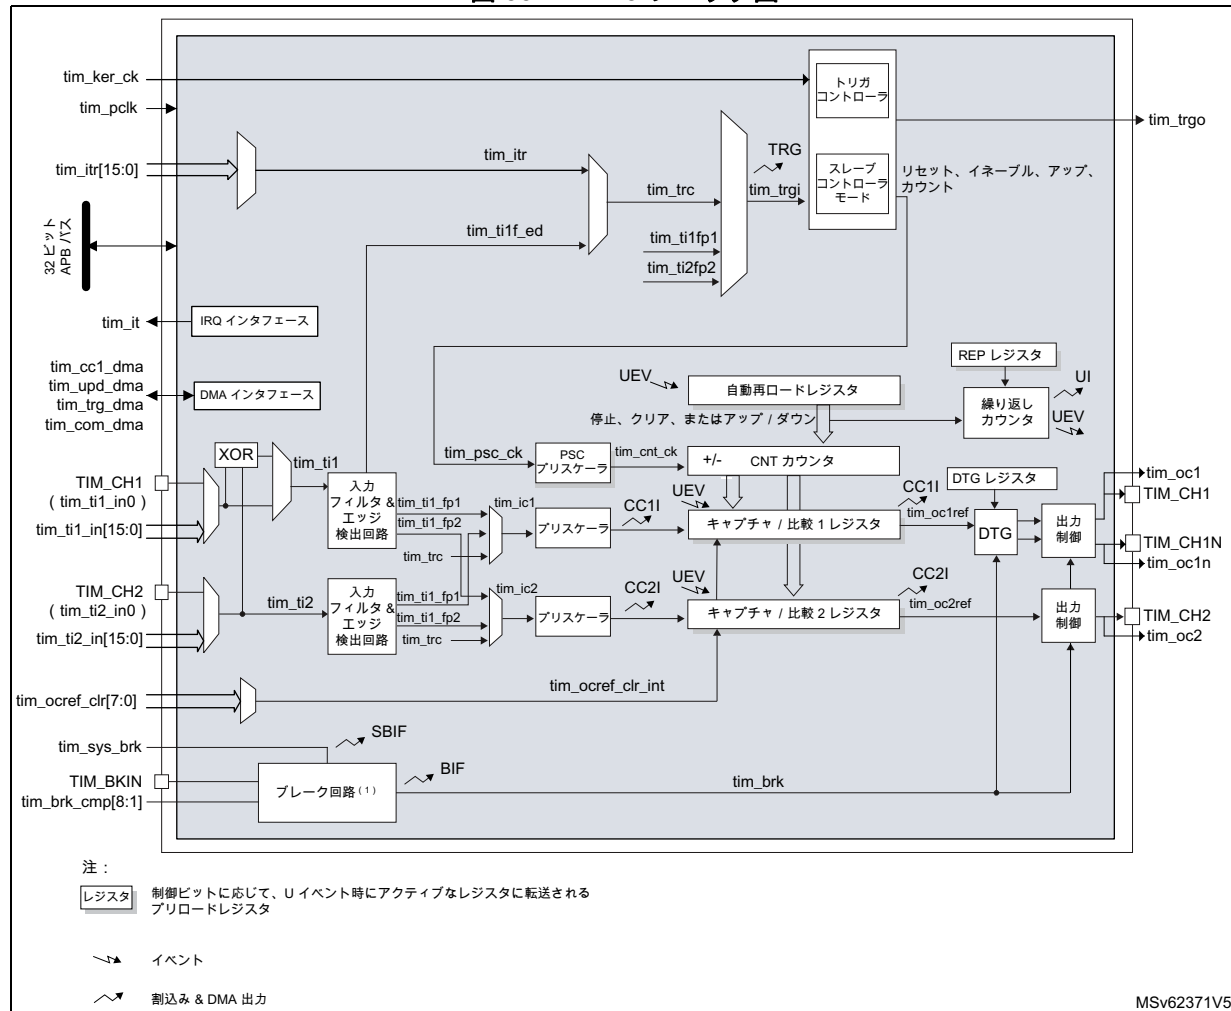 tim_ker_ck
tim_pclk
tim_itr[15:0]
32 ビット
APB バス
tim_it
tim_cc1_dma
tim_upd_dma
tim_trg_dma
tim_com_dma
TIM_CH1
( tim_ti1_in0 )
tim_ti1_in[15:0]
TIM_CH2
( tim_ti2_in0 )
tim_ti2_in[15:0]
tim_ocref_clr[7:0]
tim_sys_brk
TIM_BKIN
tim_brk_cmp[8:1]
トリガ
コントローラ
スレーブ
コントローラ
モード
tim_trgo
リセット、イネーブル、アップ、
カウント
tim_itr
tim_ti1f_ed
tim_trc
tim_ti1fp1
tim_ti2fp2
TRG
tim_trgi
IRQ インタフェース
DMA インタフェース
REP レジスタ
UEV
自動再ロードレジスタ
UI
繰り返し
カウンタ
UEV
停止、クリア、またはアップ / ダウン
tim_psc_ck
PSC
プリスケーラ
tim_cnt_ck
+/-
CNT カウンタ
XOR
tim_ti1
入力
フィルタ &
エッジ
検出回路
tim_ti1_fp1
tim_ti1_fp2
tim_trc
tim_ic1
プリスケーラ
CC1I
UEV
キャプチャ / 比較 1 レジスタ
CC1I
tim_oc1ref
DTG レジスタ
DTG
出力
制御
tim_oc1
TIM_CH1
TIM_CH1N
tim_oc1n
tim_ti2
入力
フィルタ &
エッジ
検出回路
tim_ti1_fp1
tim_ti1_fp2
tim_trc
tim_ic2
プリスケーラ
CC2I
UEV
キャプチャ / 比較 2 レジスタ
CC2I
tim_oc2ref
出力
制御
TIM_CH2
tim_oc2
tim_ocref_clr_int
SBIF
ブレーク回路(1)
BIF
tim_brk
注 :
レジスタ
制御ビットに応じて、U イベント時にアクティブなレジスタに転送される
プリロードレジスタ
イベント
割込み & DMA 出力
MSv62371V5